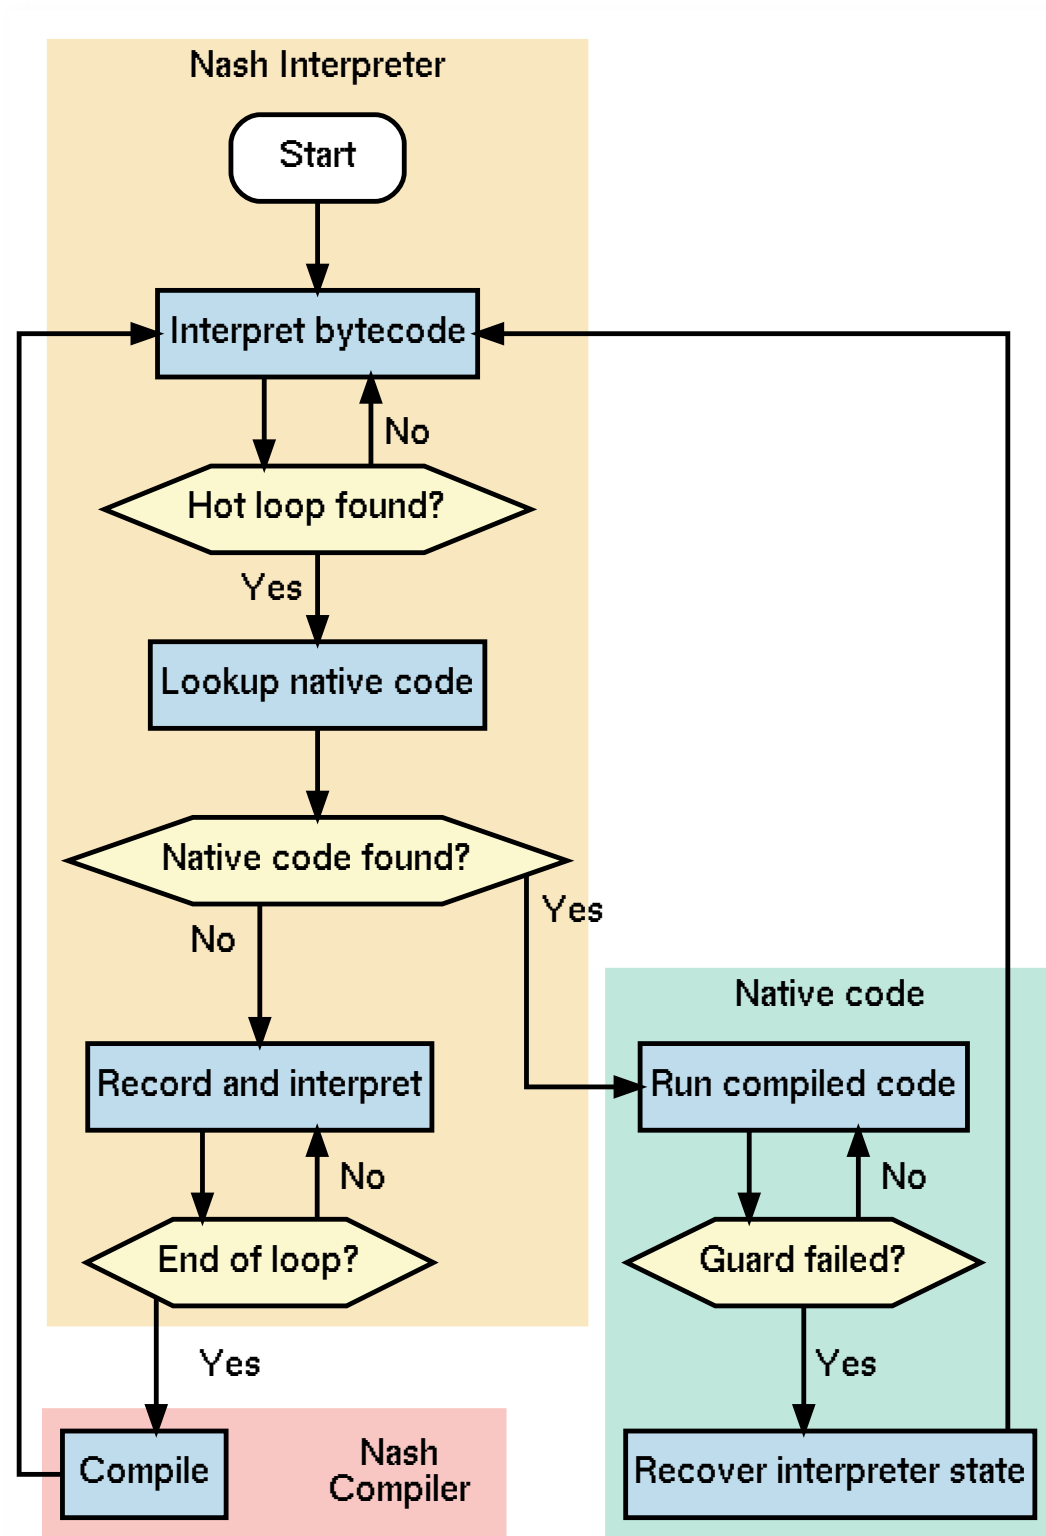 Nash Interpreter
Start
Interpret bytecode
No
Hot loop found?
Yes
Lookup native code
Native code found?
Yes
No
Native code
Record and interpret
Run compiled code
No
No
End of loop?
Guard failed?
Yes
Yes
Compile
Nash
Compiler
Recover interpreter state